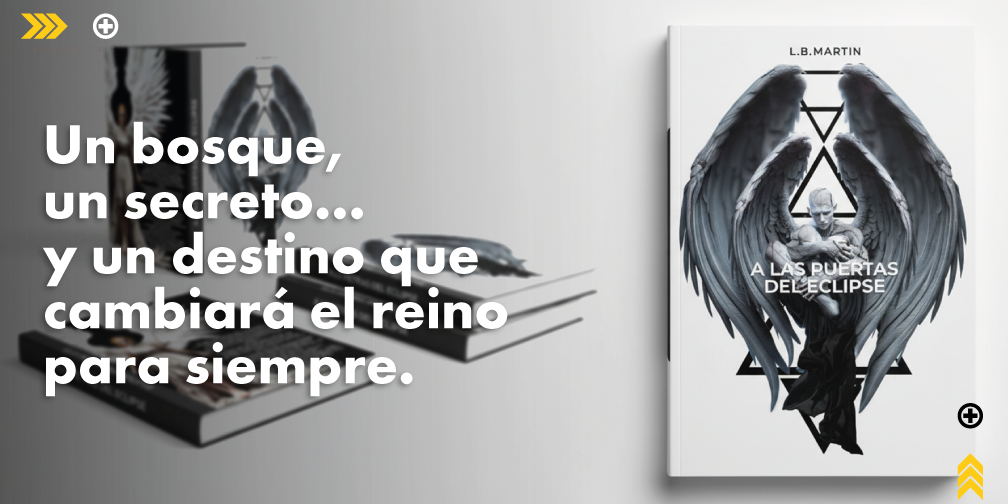 Un bosque,
un secreto...
y un destino que
cambiará el reino
para siempre.
L.B.MARTIN
A LAS PUERTAS
DEL ECLIPSE